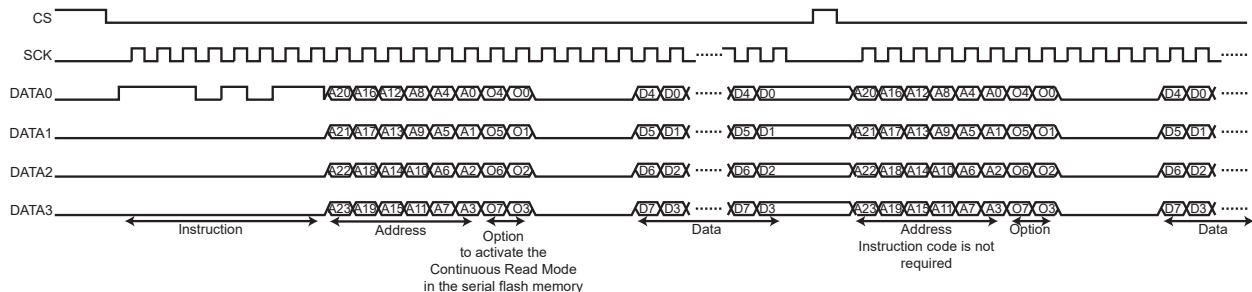 CS
SCK
DATA0 A20 A16 A12 A8 A4 A0 O4 O0 D4 D0 ...... D4 D0 A20 A16 A12 A8 A4 A0 O4 O0 D4 D0 ......
DATA1 A21 A17 A13 A9 A5 A1 O5 O1 D5 D1 ...... D5 D1 A21 A17 A13 A9 A5 A1 O5 O1 D5 D1 ......
DATA2 A22 A18 A14 A10 A6 A2 O6 O2 D6 D2 ...... D6 D2 A22 A18 A14 A10 A6 A2 O6 O2 D6 D2 ......
DATA3 A23 A19 A15 A11 A7 A3 O7 O3 D7 D3 ...... D7 D3 A23 A19 A15 A11 A7 A3 O7 O3 D7 D3 ......
Instruction Address Option Data Address Option Data
to activate the
Continuous Read Mode
in the serial flash memory
Instruction code is not
required